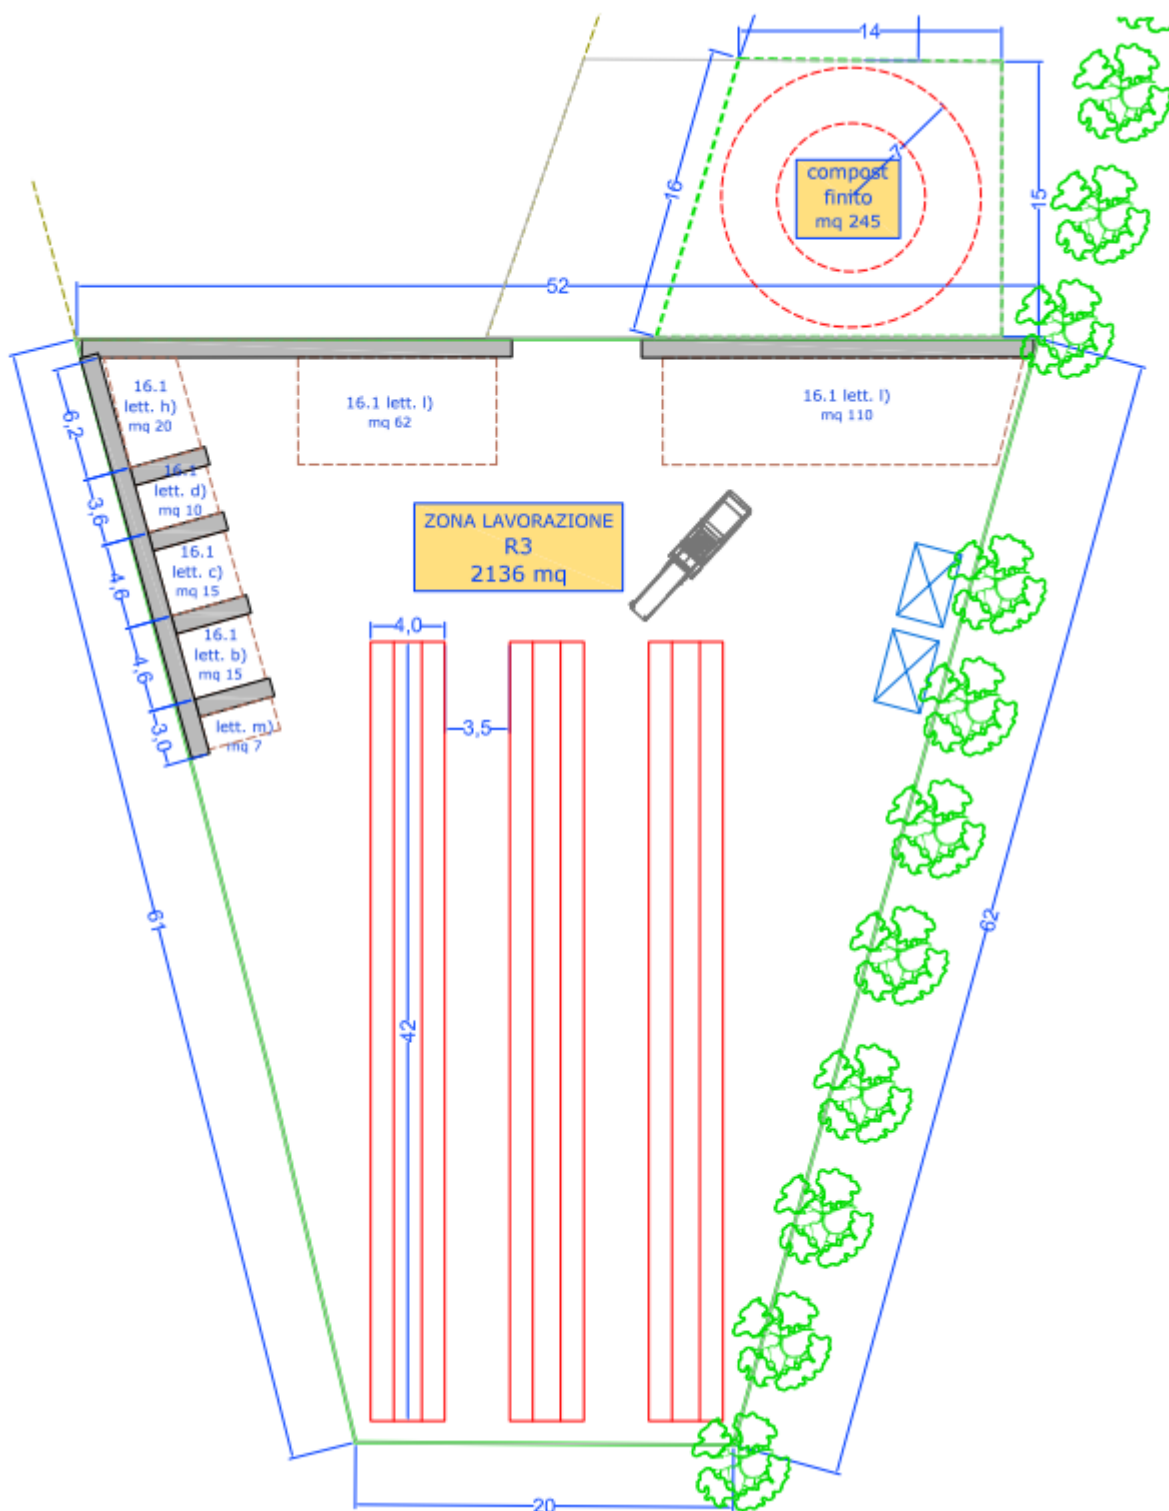 14
7
compost
finito
mq 245
16
15
52
16.1
lett. h)
mq 20
16.1 lett. l)
mq 62
16.1 lett. l)
mq 110
6,2
16.1
lett. d)
mq 10
3,6
ZONA LAVORAZIONE
R3
2136 mq
16.1
lett. c)
mq 15
4,6
16.1
lett. b)
mq 15
4,6
4,0
lett. m)
mq 7
3,0
3,5
61
62
42
20